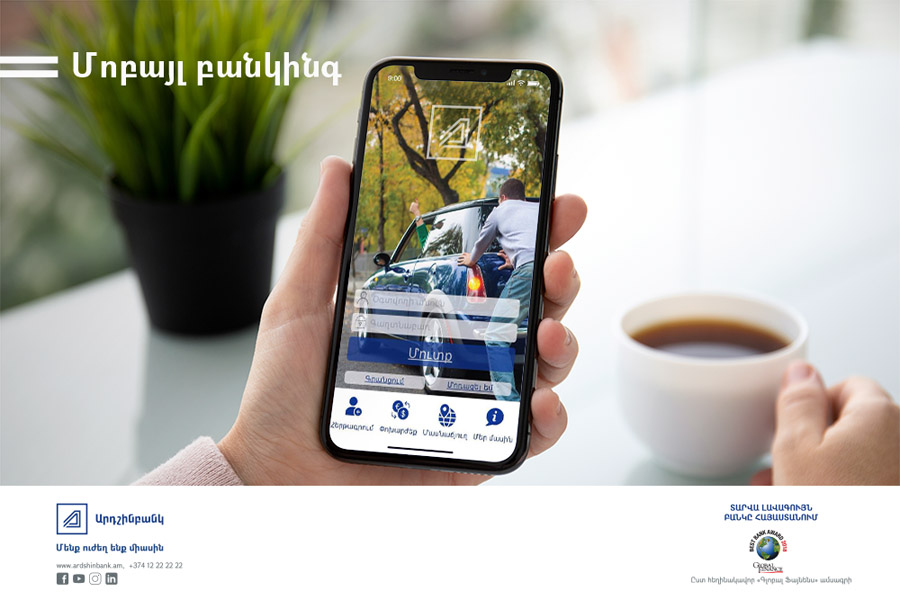 Մոբայլ բանկինգ
9:00
Օգտվողի անուն
Գաղտնաբառ
Մուտք
Գրանցում
Մոռացել եմ
Հերթագրում Փոխարժեք Մասնաճյուղ Մեր մասին
Արդշինբանկ
Մենք ուժեղ ենք միասին
www.ardshinbank.am, +374 12 22 22 22
ՏԱՐՎԱ ԼԱՎԱԳՈՒՅՆ
ԲԱՆԿԸ ՀԱՅԱՍՏԱՆՈՒՄ
BEST BANK AWARD 2018
GLOBAL
FINANCE
Ըստ հեղինակավոր «Գլոբալ Ֆայնենս» ամսագրի